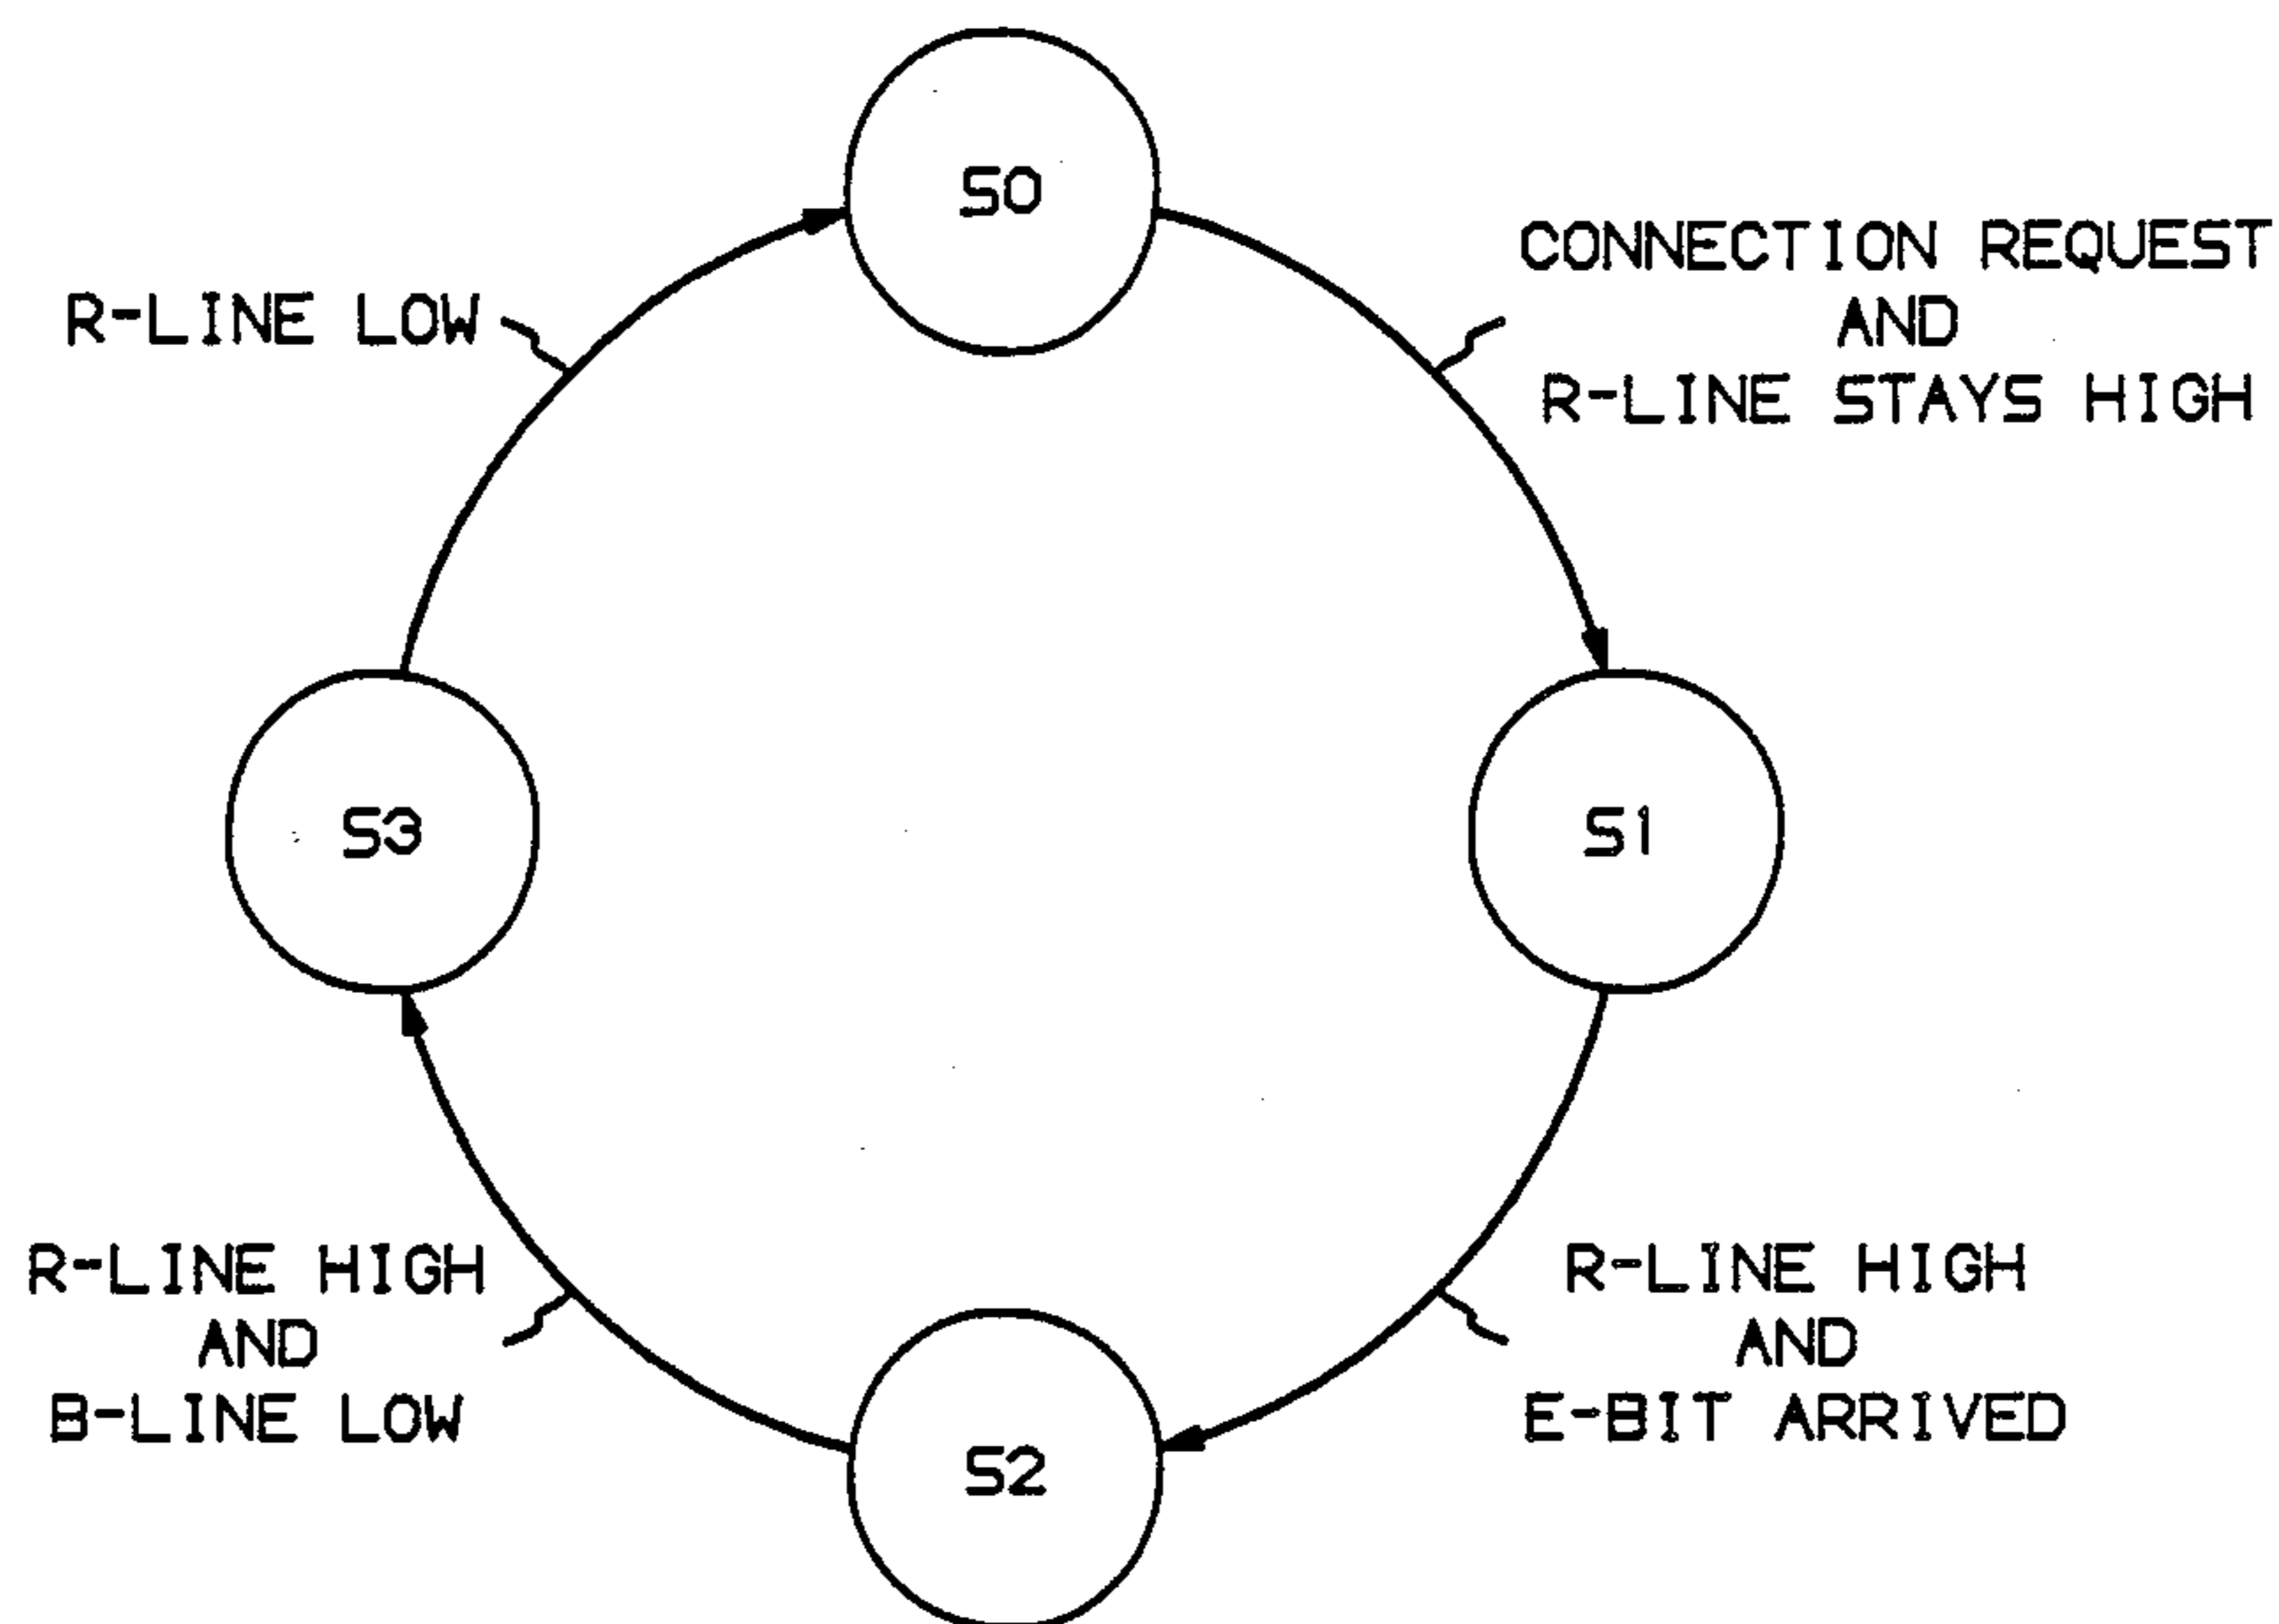 S0
CONNECTION REQUEST
AND
R-LINE STAYS HIGH
R-LINE LOW
S3
S1
R-LINE HIGH
AND
B-LINE LOW
R-LINE HIGH
AND
E-BIT ARRIVED
S2